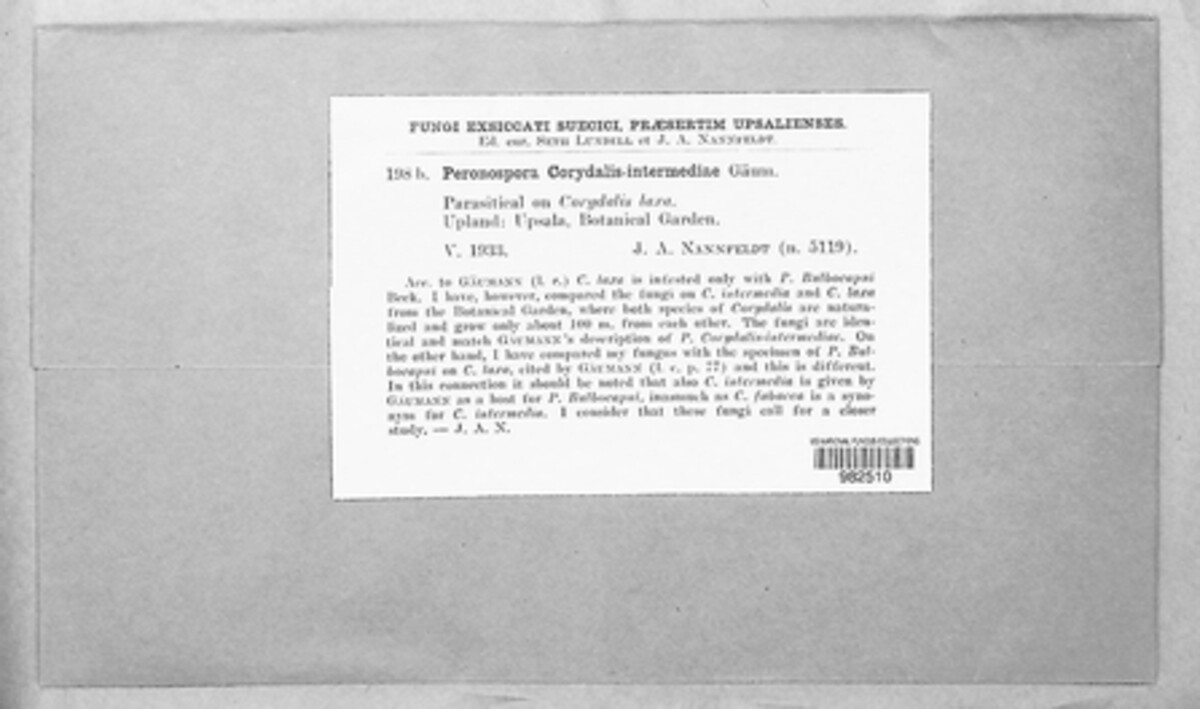 FUNGI EXSICCATI SUECICI, PRÆSERTIM UPSALIENSES.
Ed. cur. SETH LUNDELL et J. A. NANNFELDT.
198 b. Peronospora Corydalis-intermediae Gäum.
Parasitical on Corydalis laxa.
Upland: Upsala, Botanical Garden.
V. 1933. J. A. NANNFELDT (n. 5119).
Acc. to GÄUMANN (l. c.) C. laxa is infested only with P. Bulbocapni
Beck. I have, however, compared the fungi on C. intermedia and C. laxa
from the Botanical Garden, where both species of Corydalis are natura-
lized and grow only about 100 m. from each other. The fungi are iden-
tical and match GÄUMANN's description of P. Corydalis-intermediae. On
the other hand, I have compared my fungus with the specimen of P. Bul-
bocapni on C. laxa, cited by GÄUMANN (l. c. p. 77) and this is different.
In this connection it should be noted that also C. intermedia is given by
GÄUMANN as a host for P. Bulbocapni, inasmuch as C. fabacea is a syno-
nym for C. intermedia. I consider that these fungi call for a closer
study. — J. A. N.
US NATIONAL FUNGUS COLLECTIONS
982510